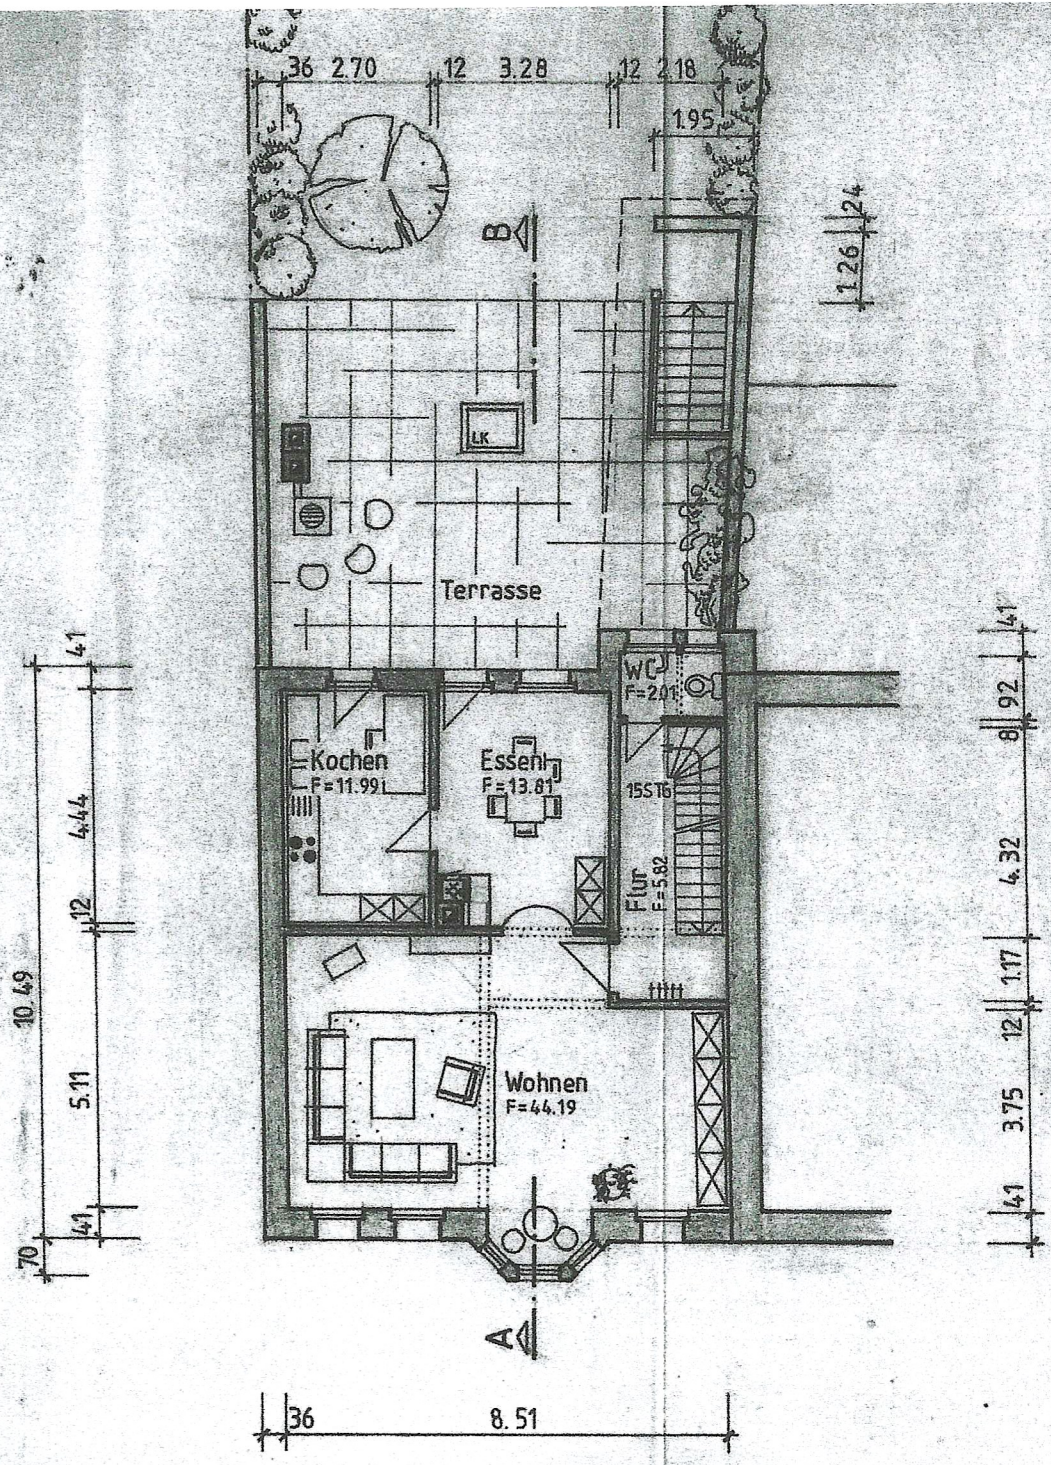 36 2.70 12 3.28 12 2.18
1.95
24
1.26
B
LK
Terrasse
41
41
WC
F=2.01
92
8
Kochen
F=11.99
Essen
F=13.81
15STG
4.44
4.32
Flur
F=5.82
12
1.17
10.49
12
5.11
Wohnen
F=44.19
3.75
41
41
70
A
36 8.51